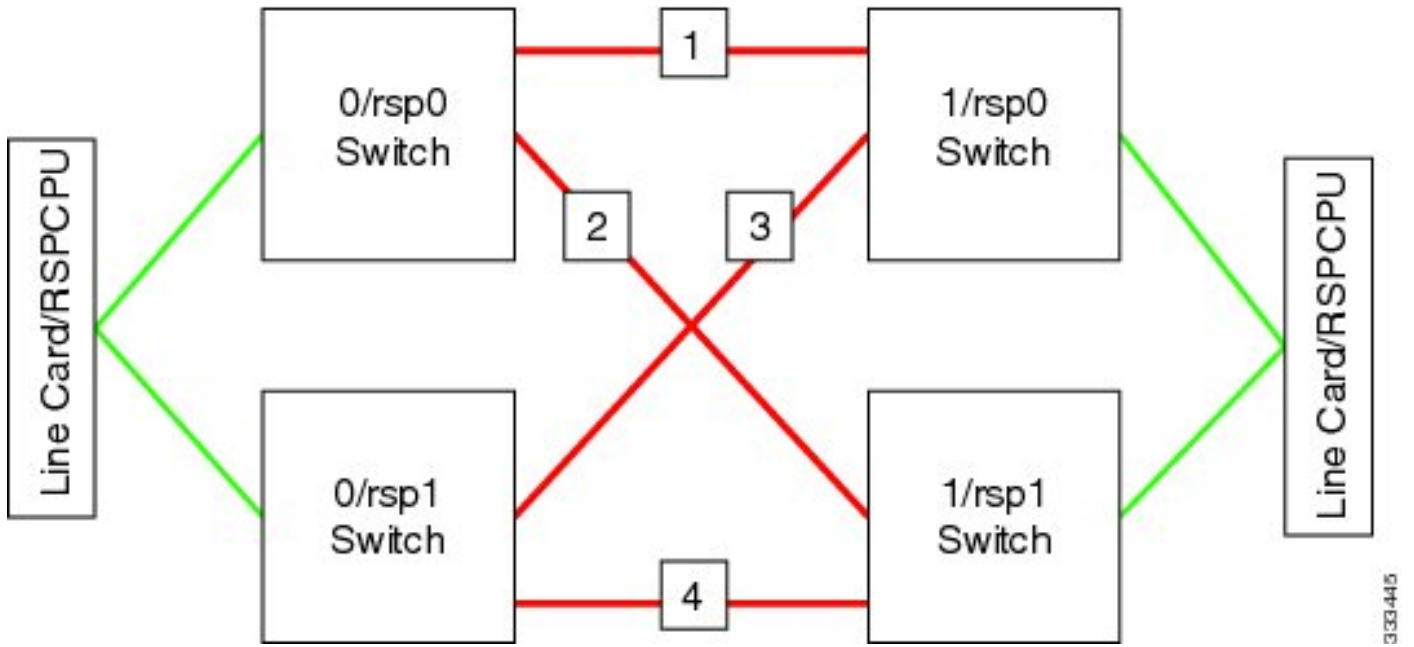 1
0/rsp0
Switch
1/rsp0
Switch
Line Card/RSPCPU
2
3
Line Card/RSPCPU
0/rsp1
Switch
1/rsp1
Switch
4
333445